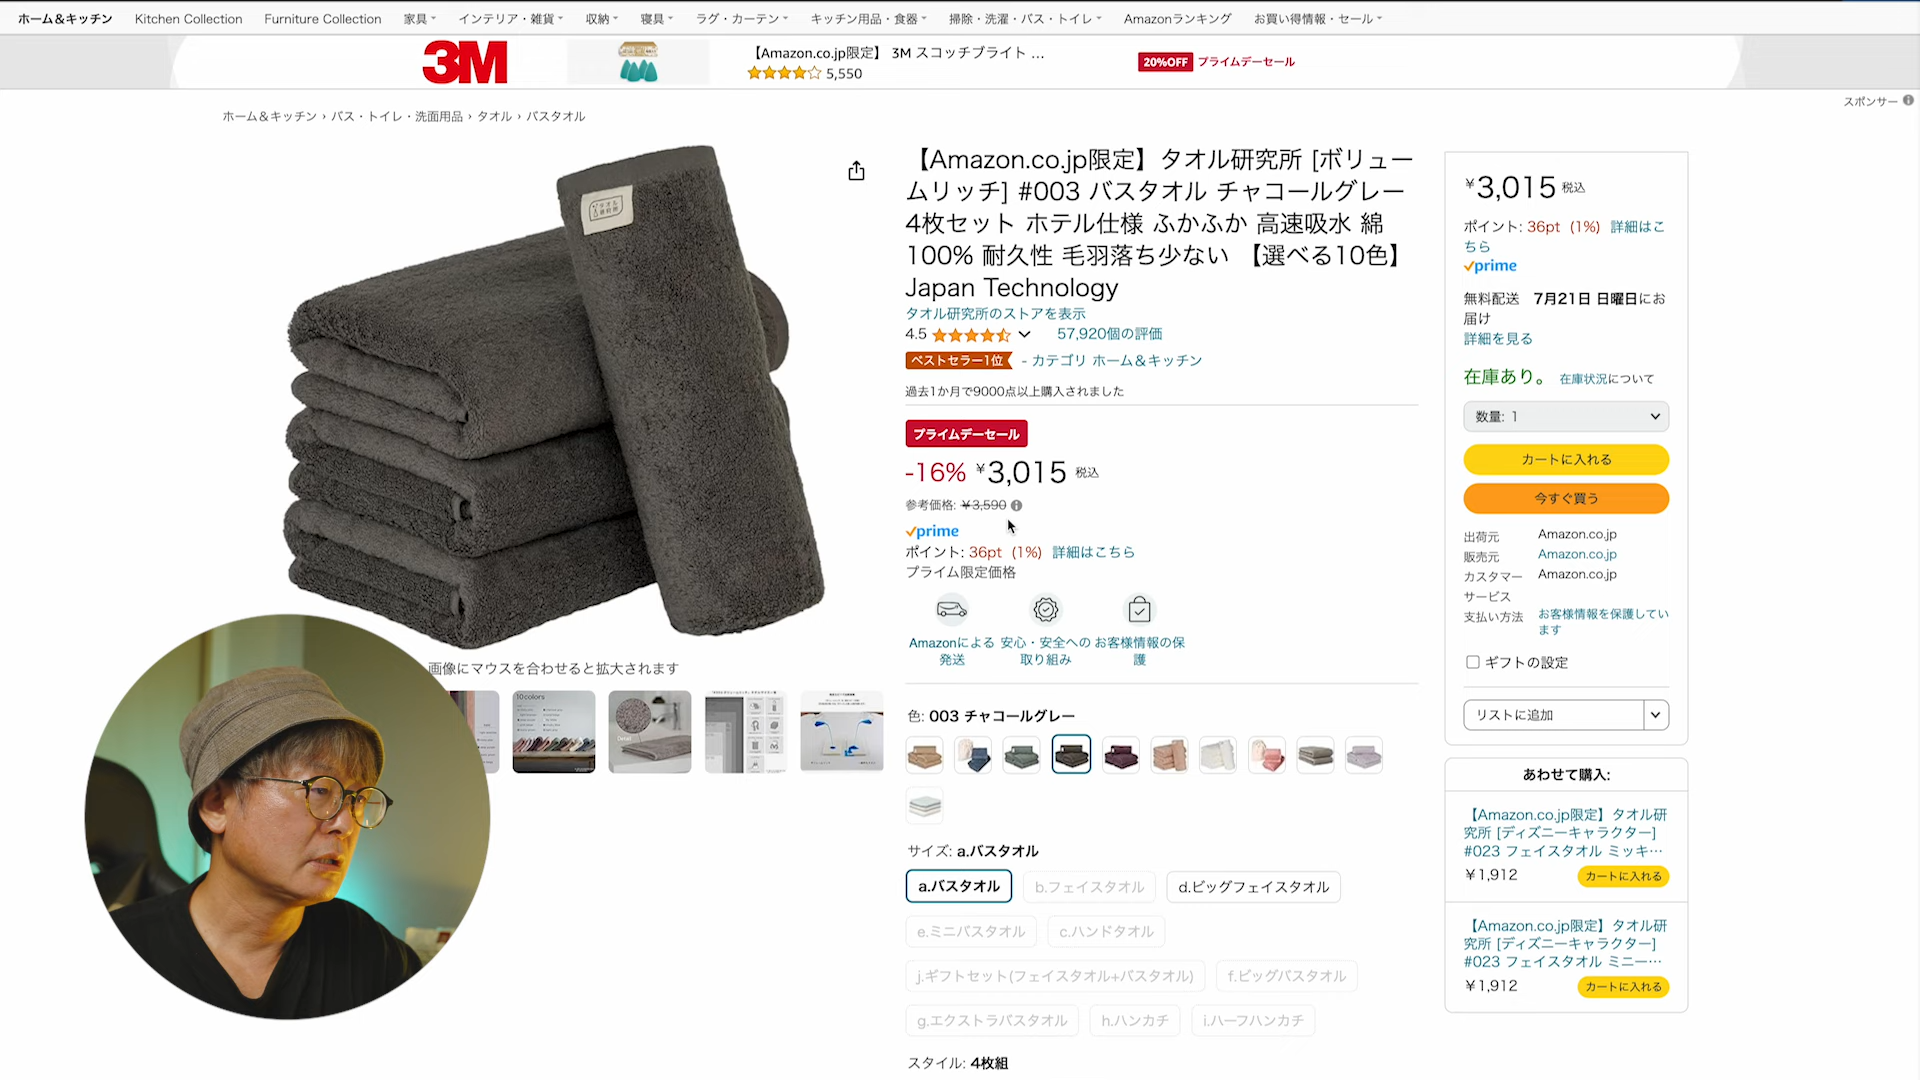 ホーム＆キッチン Kitchen Collection Furniture Collection 家具 インテリア・雑貨 収納 寝具 ラグ・カーテン キッチン用品・食器 掃除・洗濯・バス・トイレ Amazonランキング お買い得情報・セール
3M
【Amazon.co.jp限定】 3M スコッチブライト …
5,550
20%OFF プライムデーセール
スポンサー
ホーム＆キッチン › バス・トイレ・洗面用品 › タオル › バスタオル
タオル研究所
【Amazon.co.jp限定】タオル研究所 [ボリュー
ムリッチ] #003 バスタオル チャコールグレー
4枚セット ホテル仕様 ふかふか 高速吸水 綿
100% 耐久性 毛羽落ち少ない 【選べる10色】
Japan Technology
タオル研究所のストアを表示
4.5 57,920個の評価
ベストセラー1位 - カテゴリ ホーム＆キッチン
過去1か月で9000点以上購入されました
プライムデーセール
-16% ¥3,015 税込
参考価格: ¥3,590
prime
ポイント: 36pt (1%) 詳細はこちら
プライム限定価格
Amazonによる
発送
安心・安全への
取り組み
お客様情報の保
護
画像にマウスを合わせると拡大されます
10colors
Detail
色: 003 チャコールグレー
サイズ: a.バスタオル
a.バスタオル b.フェイスタオル d.ビッグフェイスタオル
e.ミニバスタオル c.ハンドタオル
j.ギフトセット(フェイスタオル+バスタオル) f.ビッグバスタオル
g.エクストラバスタオル h.ハンカチ i.ハーフハンカチ
スタイル: 4枚組
¥3,015 税込
ポイント: 36pt (1%) 詳細はこ
ちら
prime
無料配送 7月21日 日曜日にお
届け
詳細を見る
在庫あり。 在庫状況について
数量: 1
カートに入れる
今すぐ買う
出荷元 Amazon.co.jp
販売元 Amazon.co.jp
カスタマー Amazon.co.jp
サービス
支払い方法 お客様情報を保護してい
ます
ギフトの設定
リストに追加
あわせて購入:
【Amazon.co.jp限定】タオル研
究所 [ディズニーキャラクター]
#023 フェイスタオル ミッキ…
¥1,912 カートに入れる
【Amazon.co.jp限定】タオル研
究所 [ディズニーキャラクター]
#023 フェイスタオル ミニー…
¥1,912 カートに入れる